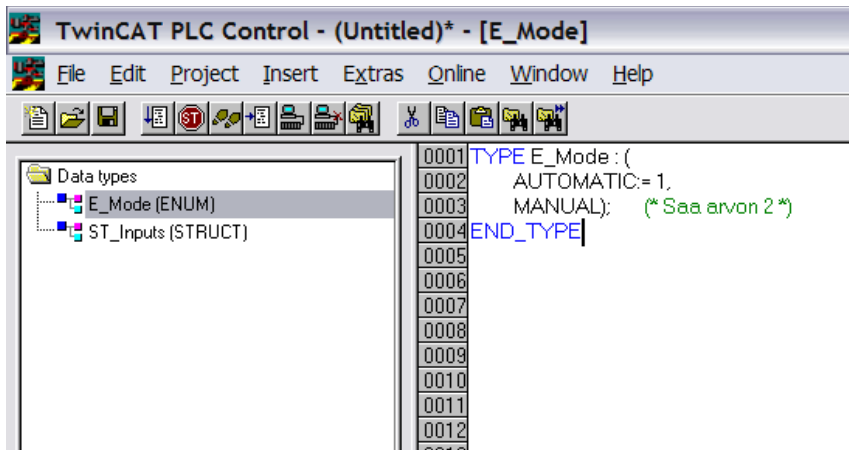 TwinCAT PLC Control - (Untitled)* - [E_Mode]
File Edit Project Insert Extras Online Window Help
ST
Data types
E_Mode (ENUM)
ST_Inputs (STRUCT)
0001 TYPE E_Mode : (
0002 AUTOMATIC:= 1,
0003 MANUAL); (* Saa arvon 2 *)
0004 END_TYPE
0005
0006
0007
0008
0009
0010
0011
0012